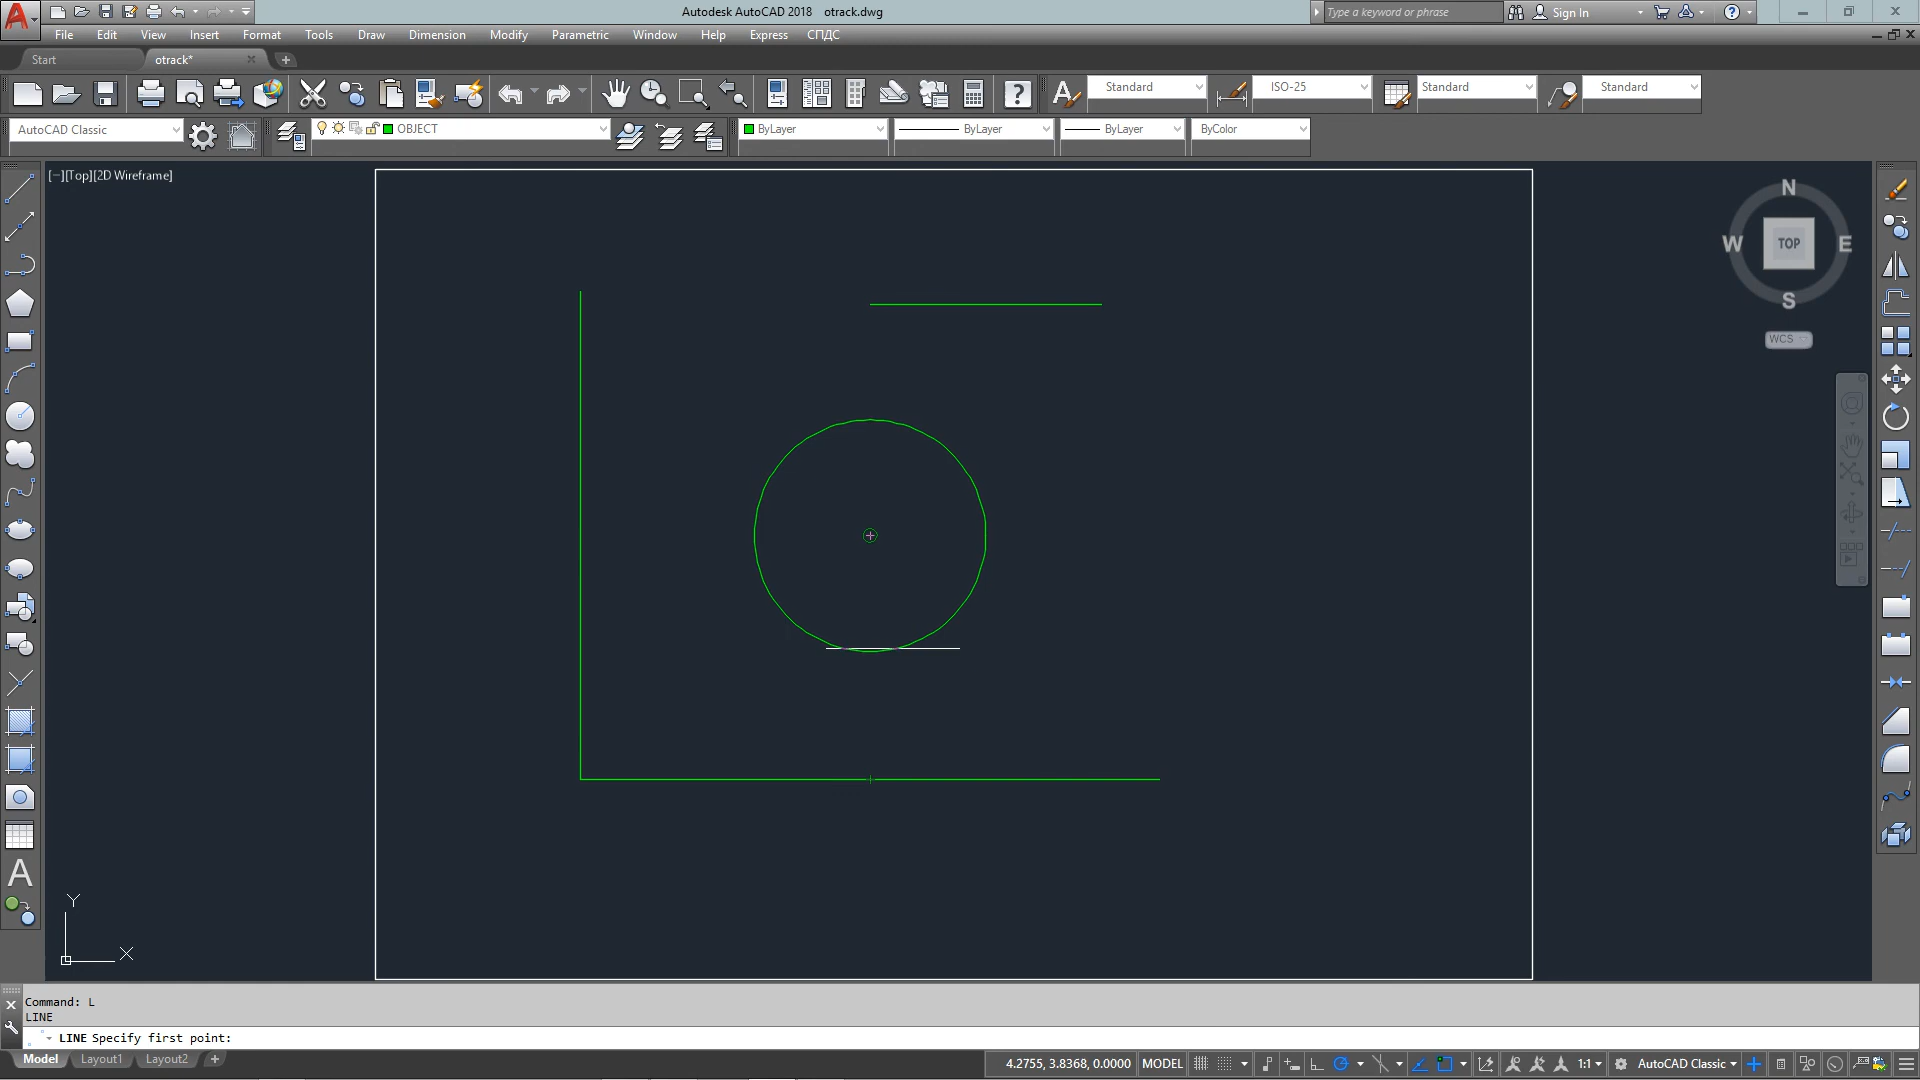 Autodesk AutoCAD 2018 otrack.dwg
Type a keyword or phrase
Sign In
File Edit View Insert Format Tools Draw Dimension Modify Parametric Window Help Express СПДС
Start
otrack*
Standard
ISO-25
Standard
Standard
AutoCAD Classic
OBJECT
ByLayer
ByLayer
ByLayer
ByColor
[−][Top][2D Wireframe]
N
W
TOP
E
S
WCS
A
Y
X
Command: L
LINE
LINE Specify first point:
Model
Layout1
Layout2
4.2755, 3.8368, 0.0000
MODEL
1:1
AutoCAD Classic